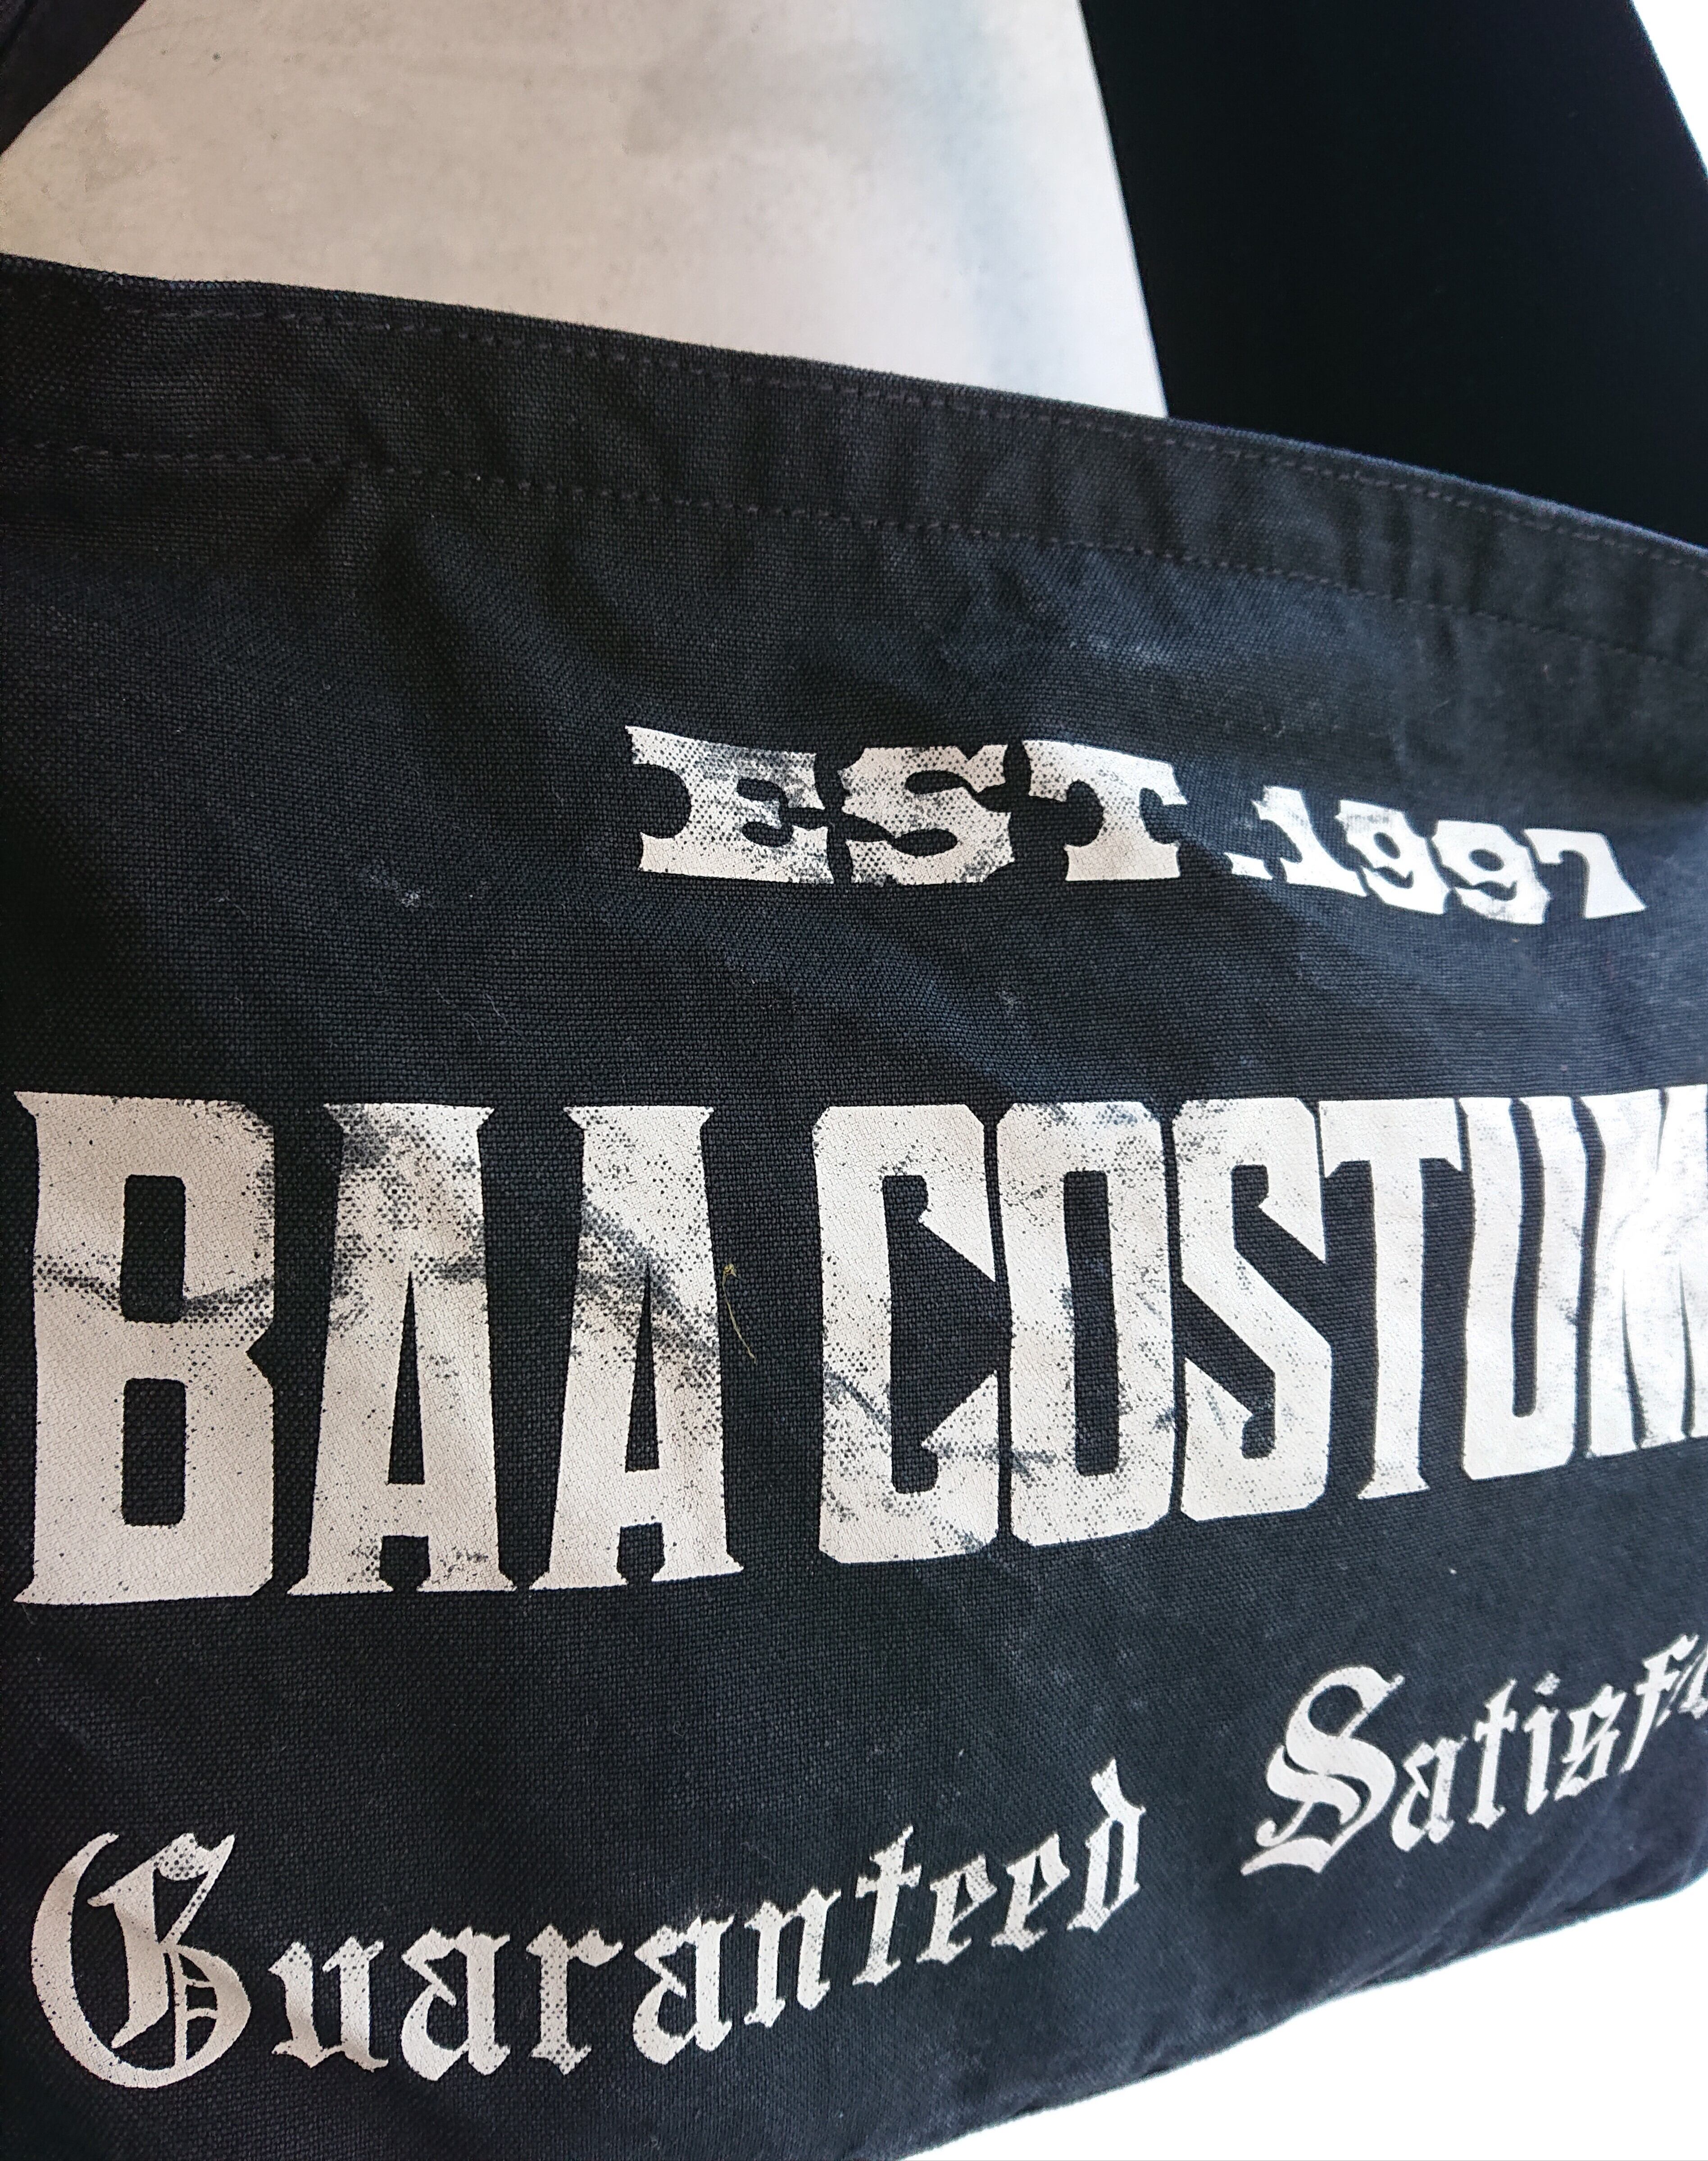 EST.1997
BAA COSTUM
Guaranteed Satisfa